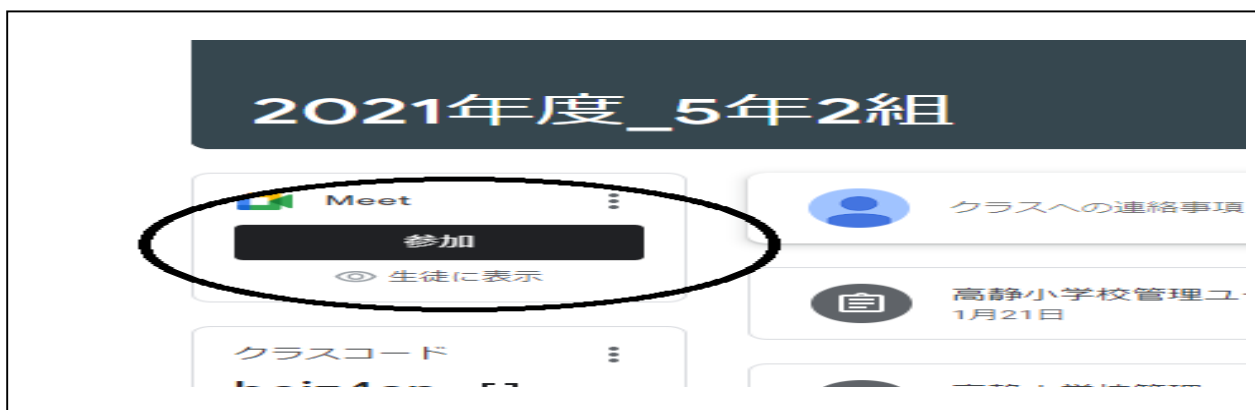 2021年度_5年2組
Meet
参加
生徒に表示
クラスコード
クラスへの連絡事項
高静小学校管理ユ
1月21日